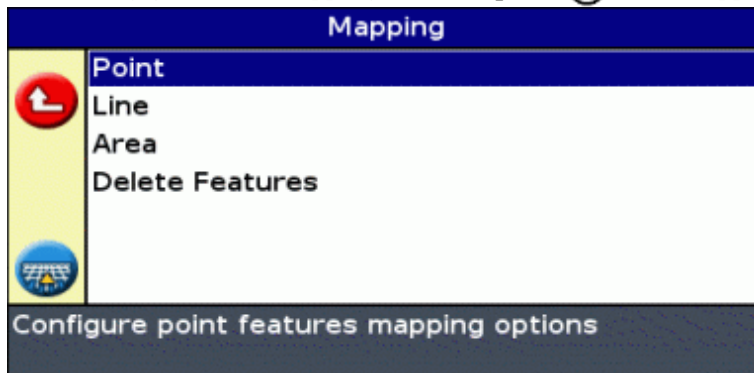 Mapping
Point
Line
Area
Delete Features
Configure point features mapping options